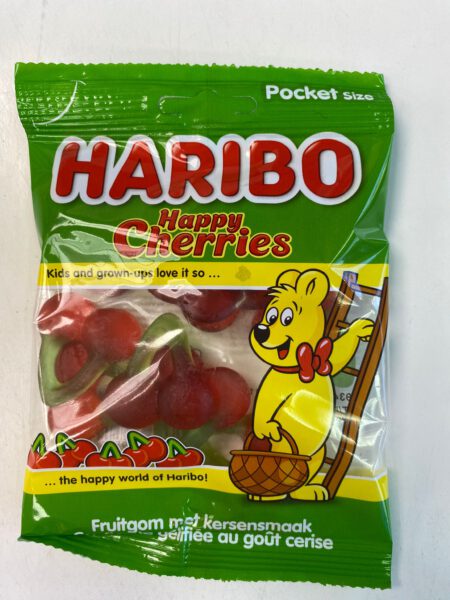 Pocket size
HARIBO
Happy
Cherries
Kids and grown-ups love it so ...
... the happy world of Haribo!
Fruitgom met kersensmaak
gélifiée au goût cerise